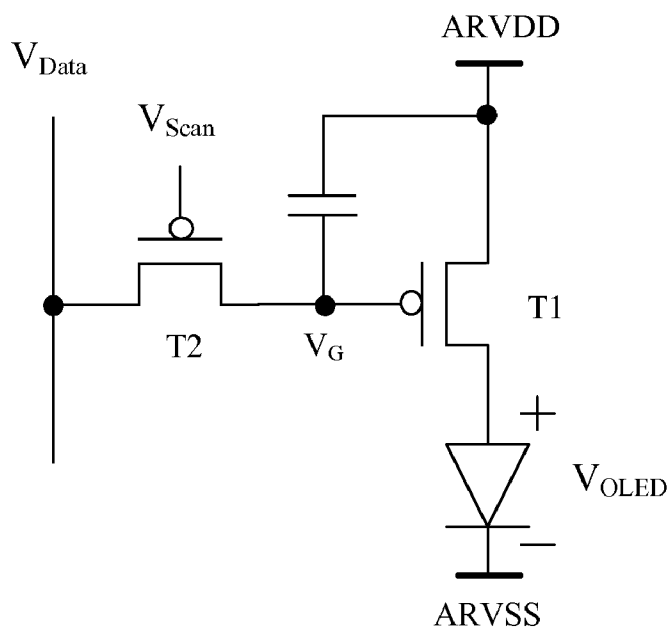 ARVDD
V_Data
V_Scan
T1
T2
V_G
+
V_OLED
−
ARVSS